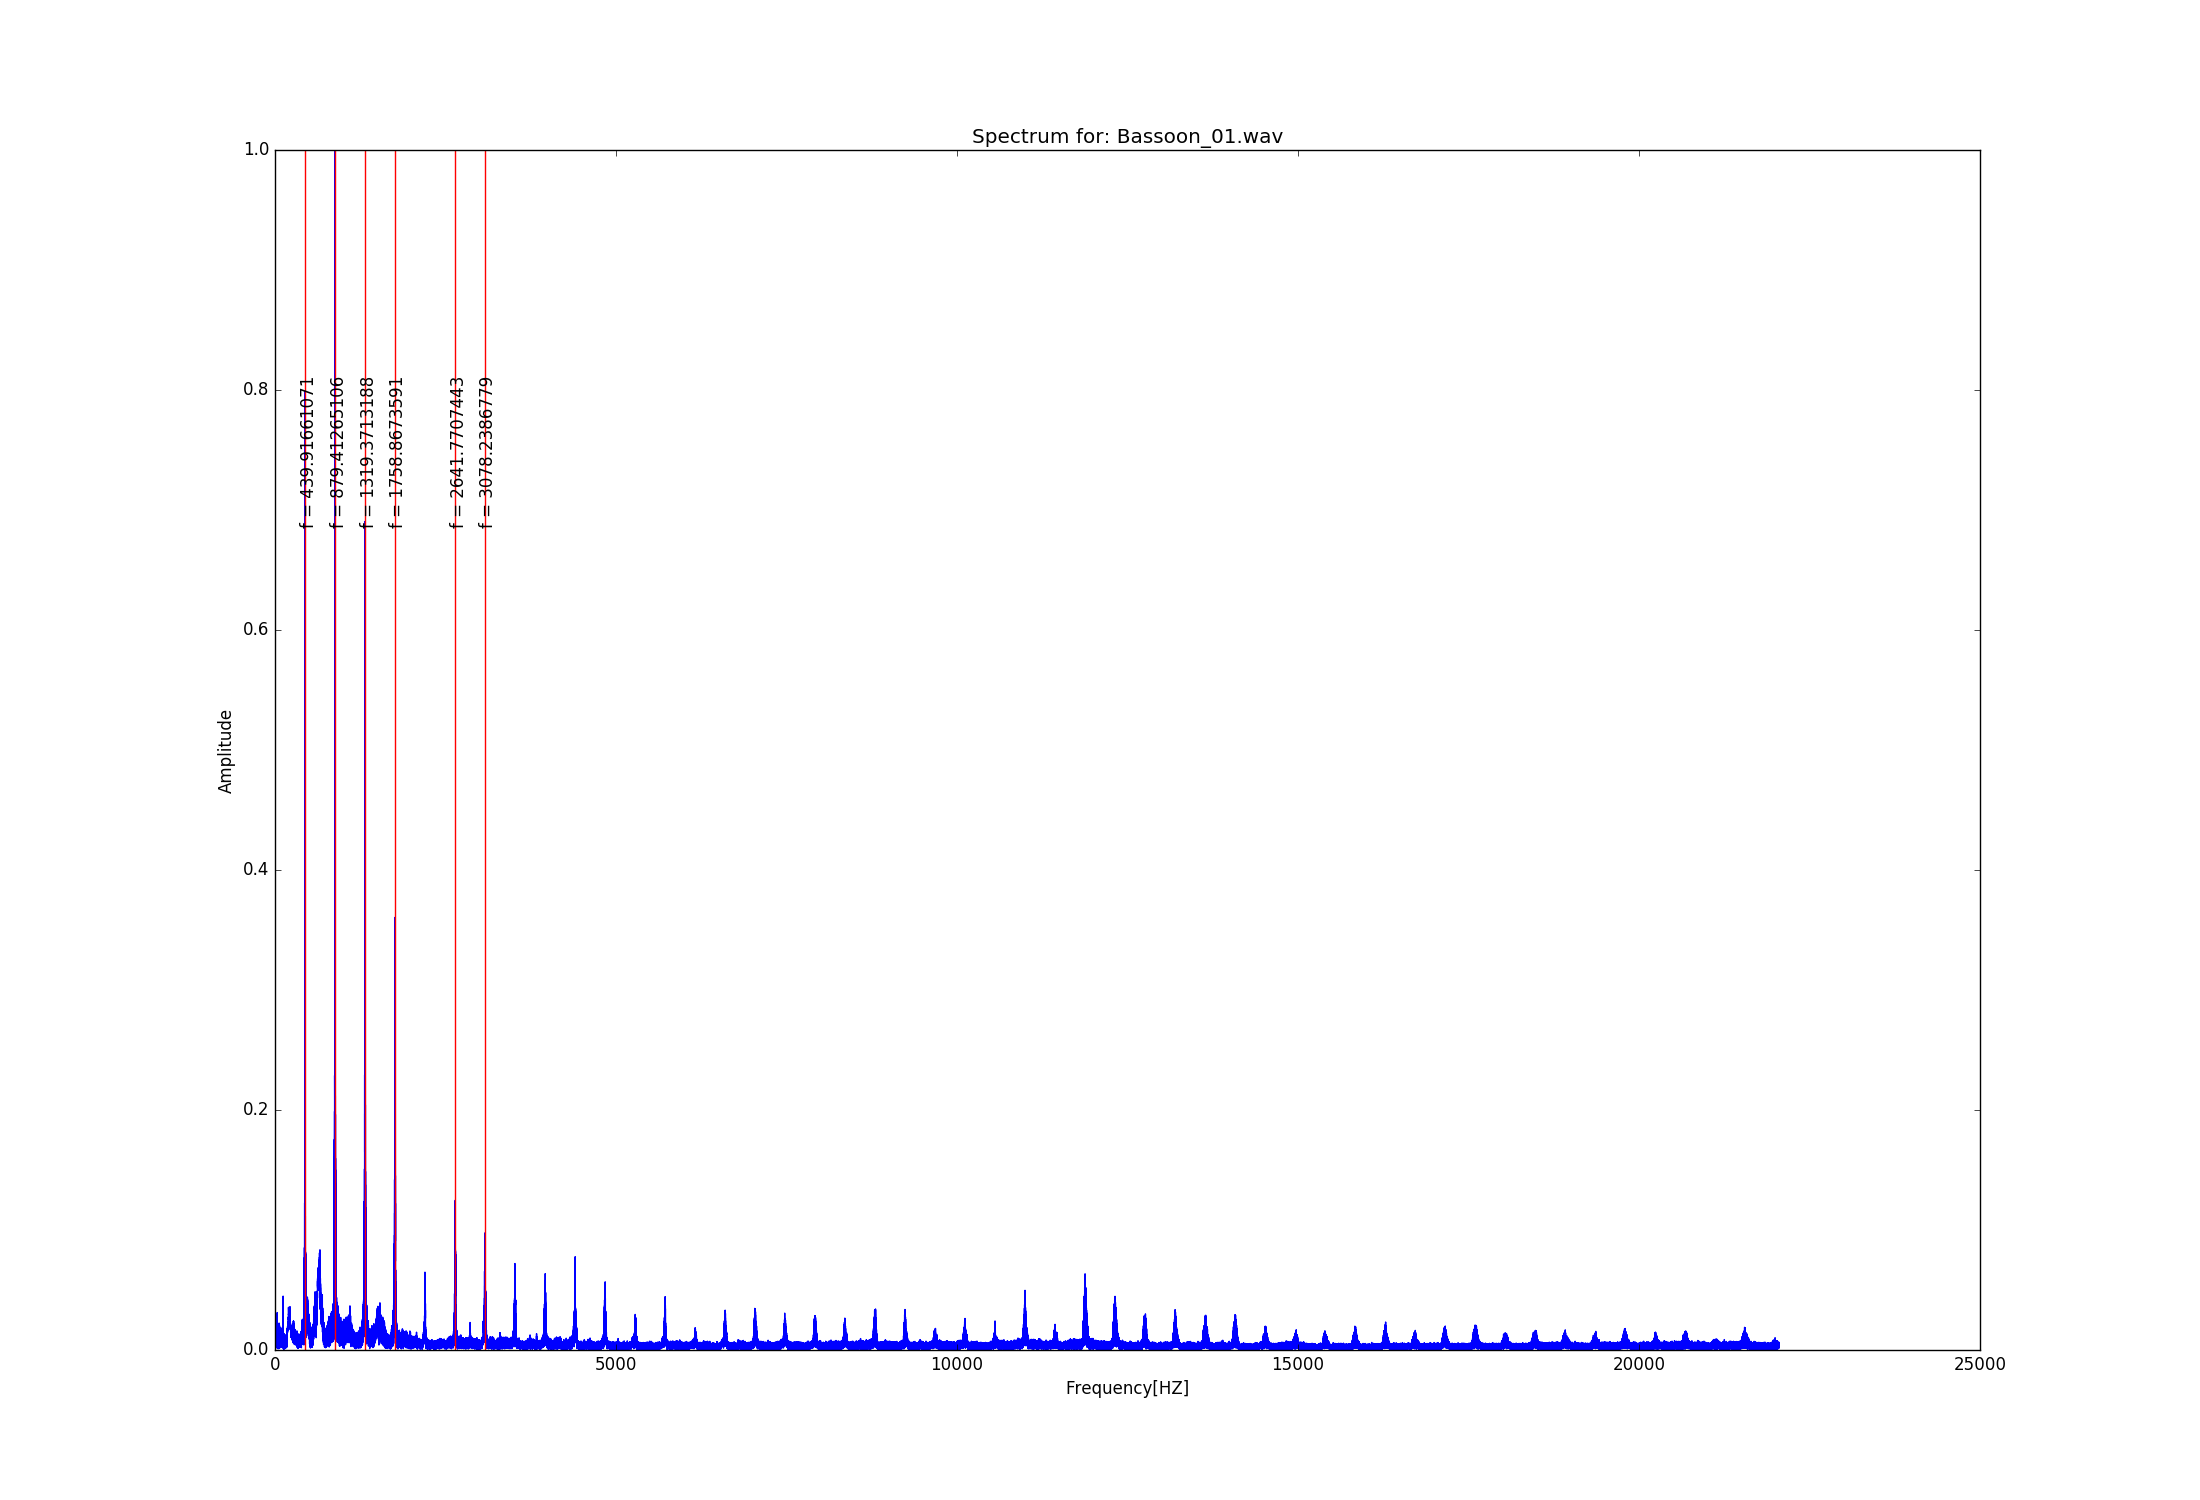 Spectrum for: Bassoon_01.wav
1.0
0.8
0.6
0.4
0.2
0.0
Amplitude
f = 439.91661071
f = 879.41265106
f = 1319.3713188
f = 1758.8673591
f = 2641.7707443
f = 3078.2386779
0
5000
10000
15000
20000
25000
Frequency[HZ]